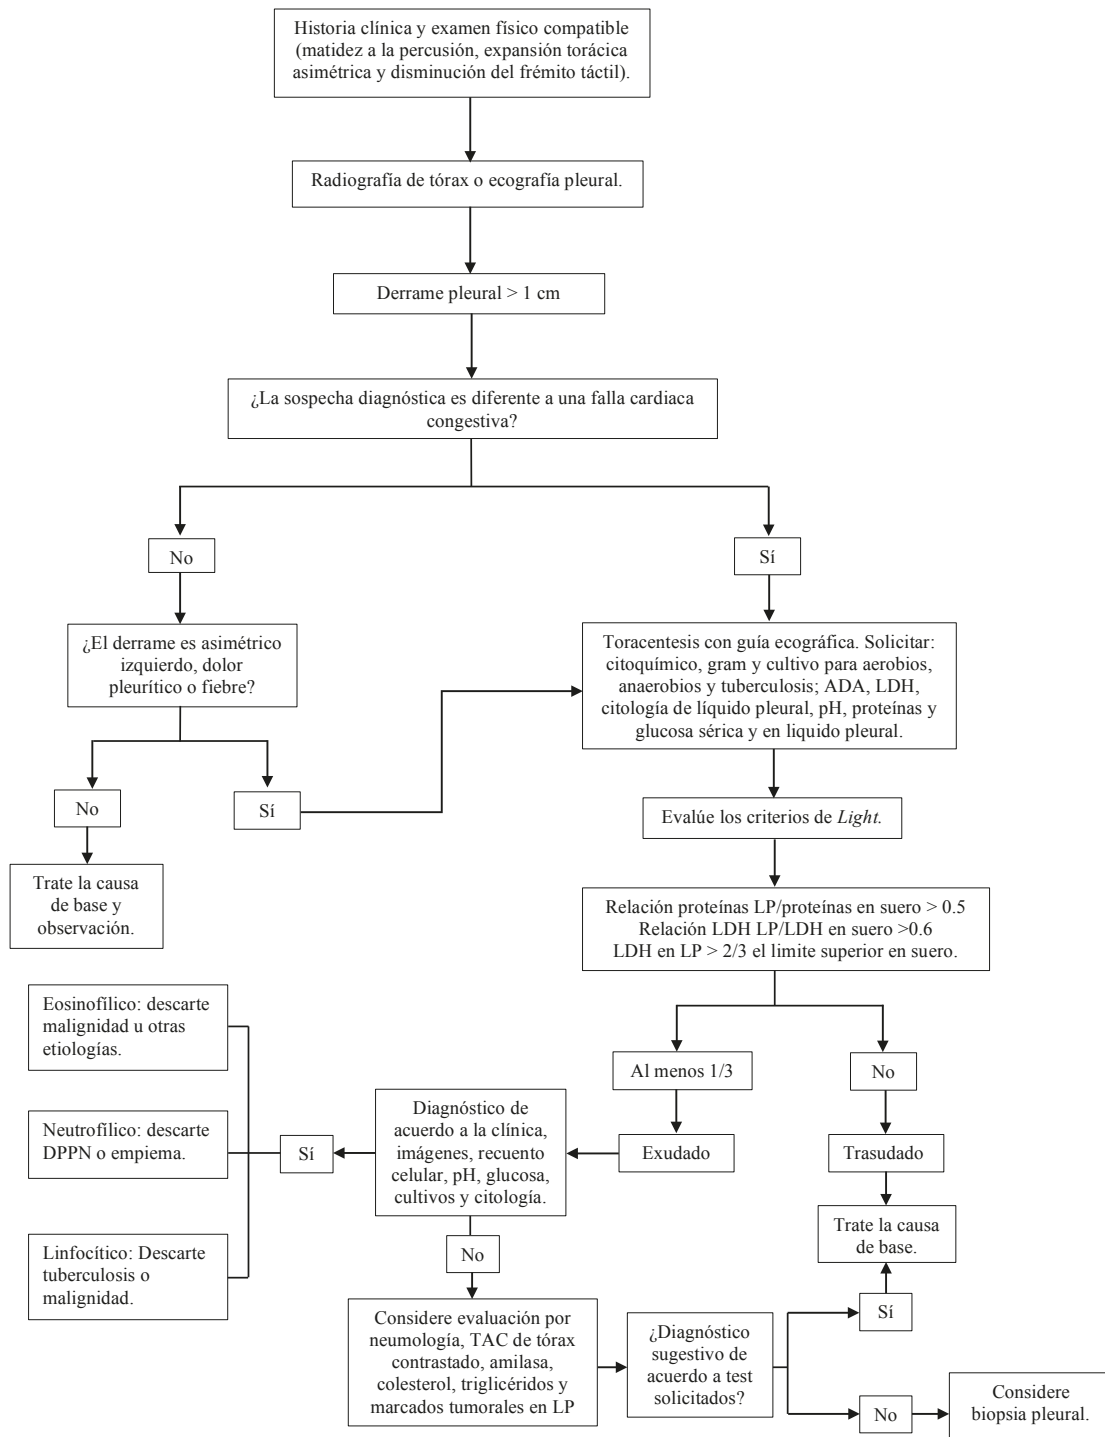 Historia clínica y examen físico compatible
(matidez a la percusión, expansión torácica
asimétrica y disminución del frémito táctil).
Radiografía de tórax o ecografía pleural.
Derrame pleural > 1 cm
¿La sospecha diagnóstica es diferente a una falla cardiaca
congestiva?
No
Sí
¿El derrame es asimétrico
izquierdo, dolor
pleurítico o fiebre?
Toracentesis con guía ecográfica. Solicitar:
citoquímico, gram y cultivo para aerobios,
anaerobios y tuberculosis; ADA, LDH,
citología de líquido pleural, pH, proteínas y
glucosa sérica y en liquido pleural.
No
Sí
Trate la causa
de base y
observación.
Evalúe los criterios de Light.
Relación proteínas LP/proteínas en suero > 0.5
Relación LDH LP/LDH en suero >0.6
LDH en LP > 2/3 el limite superior en suero.
Al menos 1/3
No
Exudado
Trasudado
Trate la causa
de base.
Diagnóstico de
acuerdo a la clínica,
imágenes, recuento
celular, pH, glucosa,
cultivos y citología.
Sí
Eosinofílico: descarte
malignidad u otras
etiologías.
Neutrofílico: descarte
DPPN o empiema.
Linfocítico: Descarte
tuberculosis o
malignidad.
No
Considere evaluación por
neumología, TAC de tórax
contrastado, amilasa,
colesterol, triglicéridos y
marcados tumorales en LP
¿Diagnóstico
sugestivo de
acuerdo a test
solicitados?
Sí
No
Considere
biopsia pleural.